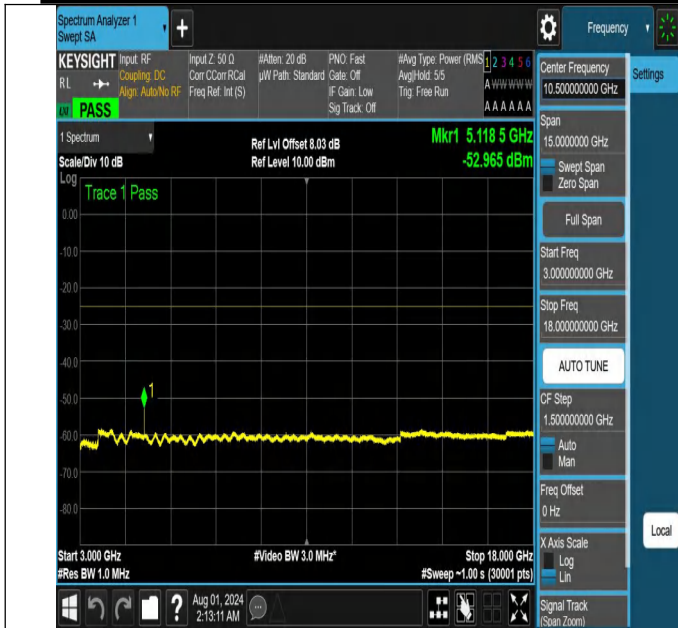 Spectrum Analyzer 1
Swept SA
+
Frequency
KEYSIGHT
RL
PASS
Input: RF
Coupling: DC
Align: Auto/No RF
Input Z: 50 Ω
Corr CCorr RCal
Freq Ref: Int (S)
#Atten: 20 dB
µW Path: Standard
PNO: Fast
Gate: Off
IF Gain: Low
Sig Track: Off
#Avg Type: Power (RMS
Avg|Hold: 5/5
Trig: Free Run
1 2 3 4 5 6
A W W W W W
A A A A A A
1 Spectrum
Scale/Div 10 dB
Ref Lvl Offset 8.03 dB
Ref Level 10.00 dBm
Mkr1 5.118 5 GHz
-52.965 dBm
Log
Trace 1 Pass
0.00
-10.0
-20.0
-30.0
-40.0
-50.0
-60.0
-70.0
-80.0
1
Start 3.000 GHz
#Res BW 1.0 MHz
#Video BW 3.0 MHz*
Stop 18.000 GHz
#Sweep ~1.00 s (30001 pts)
?
Aug 01, 2024
2:13:11 AM
Center Frequency
10.500000000 GHz
Settings
Span
15.0000000 GHz
Swept Span
Zero Span
Full Span
Start Freq
3.000000000 GHz
Stop Freq
18.000000000 GHz
AUTO TUNE
CF Step
1.500000000 GHz
Auto
Man
Freq Offset
0 Hz
Local
X Axis Scale
Log
Lin
Signal Track
(Span Zoom)